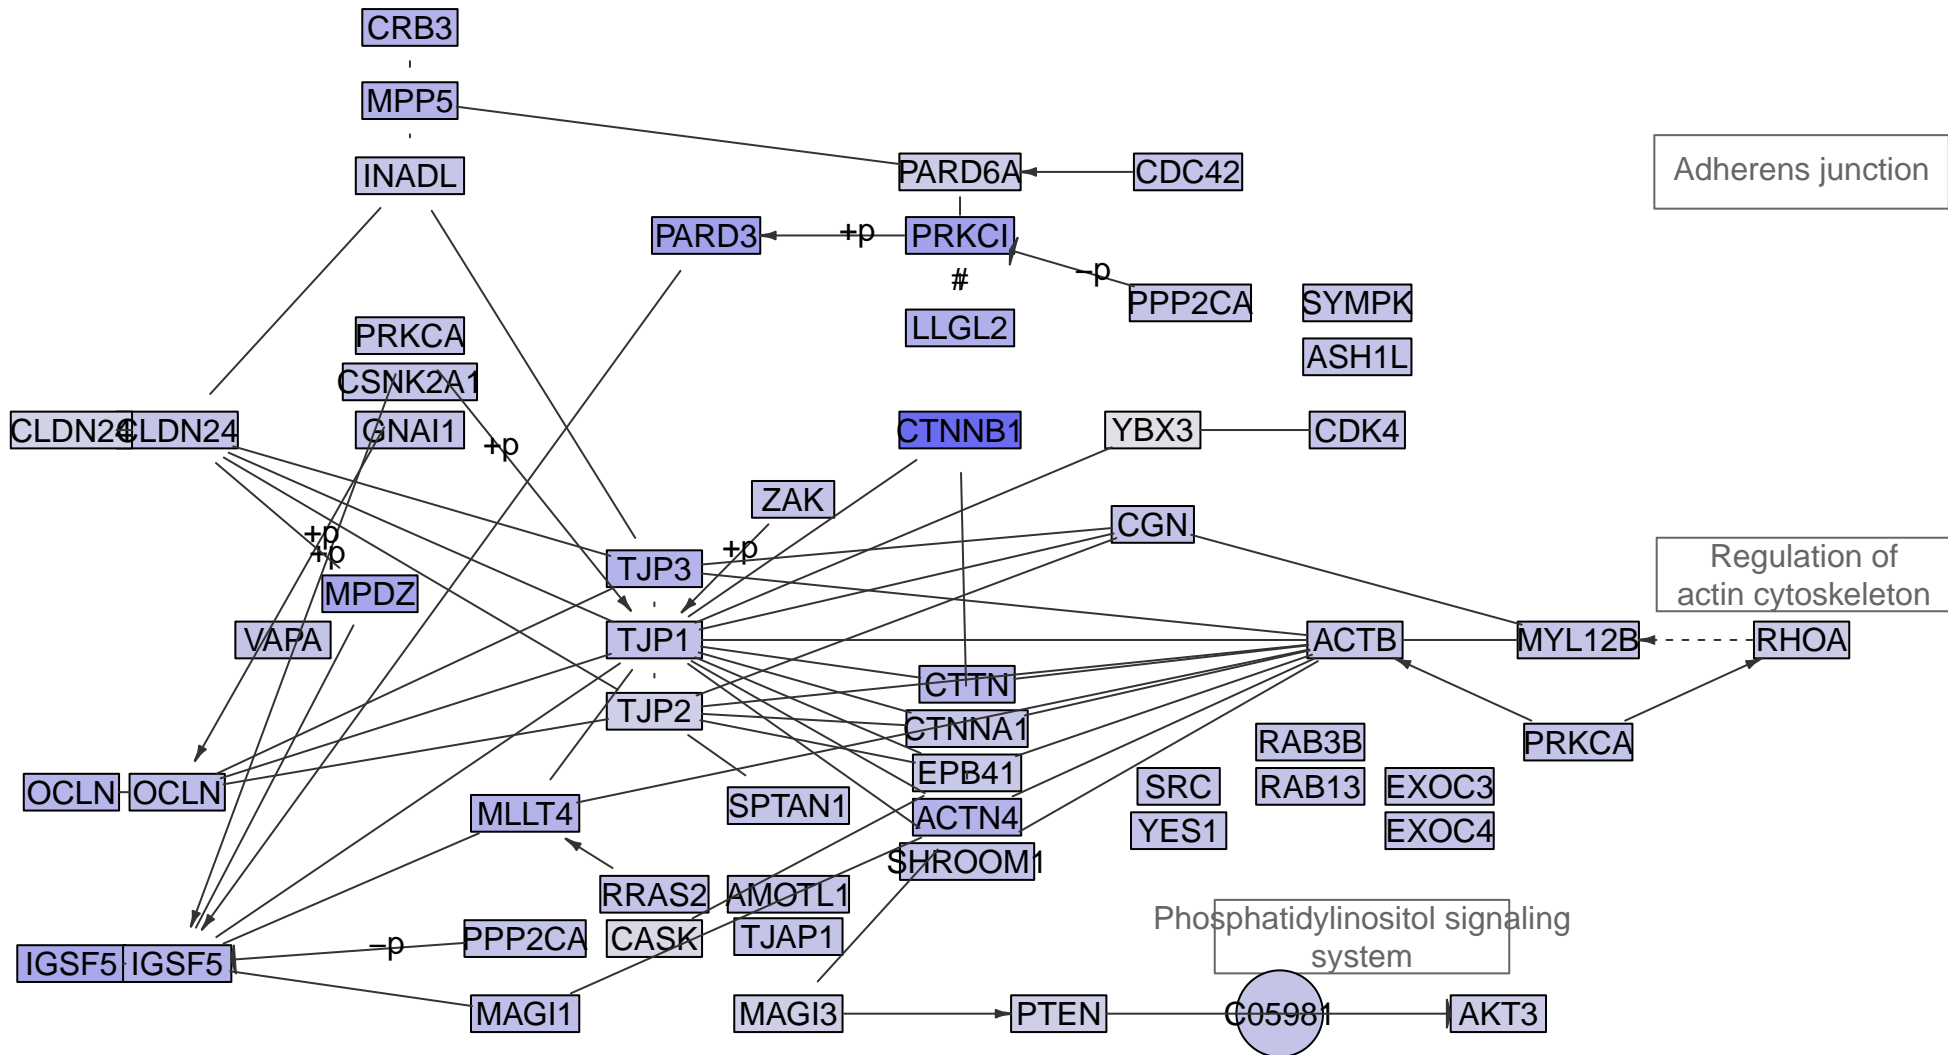 CRB3
MPP5
INADL
PARD6A
CDC42
Adherens junction
PARD3
+p
PRKCI
#
–p
PPP2CA
SYMPK
LLGL2
PRKCA
ASH1L
CSNK2A1
CLDN24
CLDN24
GNAI1
+p
CTNNB1
YBX3
CDK4
ZAK
CGN
+p
+p
+p
TJP3
Regulation of
actin cytoskeleton
MPDZ
VAPA
TJP1
ACTB
MYL12B
RHOA
CTTN
TJP2
CTNNA1
RAB3B
PRKCA
EPB41
OCLN
OCLN
MLLT4
SPTAN1
ACTN4
SRC
RAB13
EXOC3
YES1
EXOC4
SHROOM1
RRAS2
AMOTL1
PPP2CA
CASK
TJAP1
–p
Phosphatidylinositol signaling
system
IGSF5
IGSF5
MAGI1
MAGI3
PTEN
C05981
AKT3